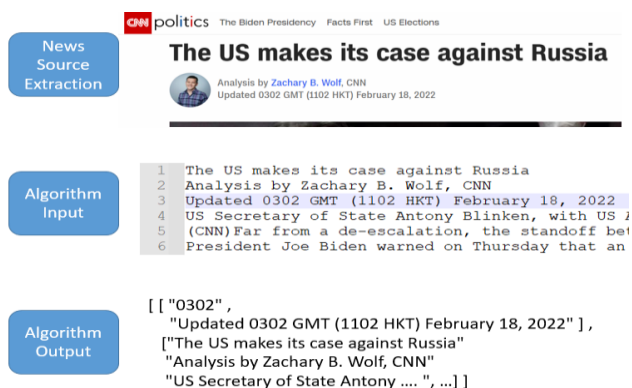 CNN politics The Biden Presidency Facts First US Elections
News
Source
Extraction
The US makes its case against Russia
Analysis by Zachary B. Wolf, CNN
Updated 0302 GMT (1102 HKT) February 18, 2022
Algorithm
Input
1 The US makes its case against Russia
2 Analysis by Zachary B. Wolf, CNN
3 Updated 0302 GMT (1102 HKT) February 18, 2022
4 US Secretary of State Antony Blinken, with US
5 (CNN)Far from a de-escalation, the standoff bet
6 President Joe Biden warned on Thursday that an
Algorithm
Output
[ [ "0302" ,
"Updated 0302 GMT (1102 HKT) February 18, 2022" ] ,
["The US makes its case against Russia"
"Analysis by Zachary B. Wolf, CNN"
"US Secretary of State Antony .... ", ...] ]